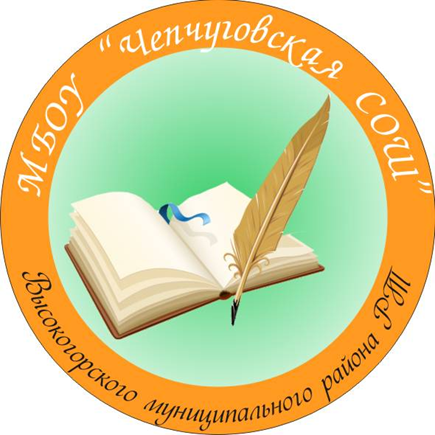 МБОУ "Чепчуговская СОШ"
Высокогорского муниципального района РТ